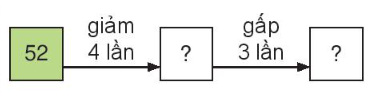 giảm gấp
52 4 lần ? 3 lần ?